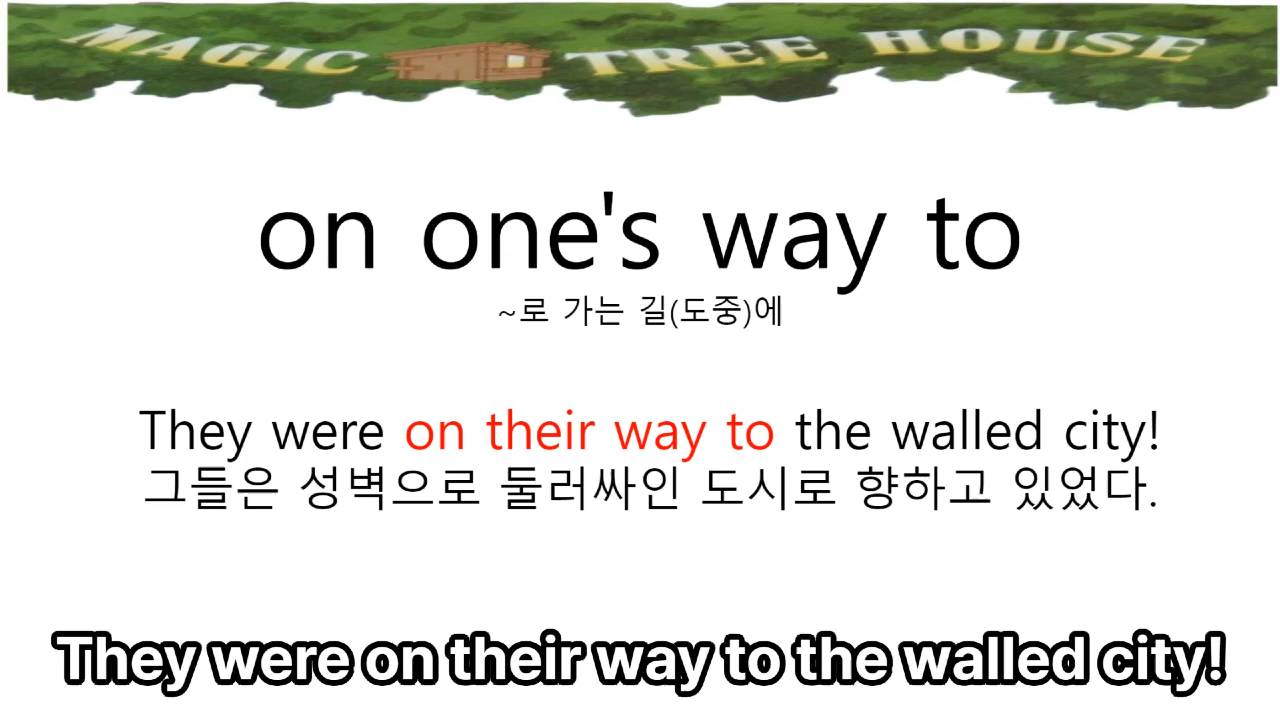 MAGIC TREE HOUSE
on one's way to
~로 가는 길(도중)에
They were on their way to the walled city!
그들은 성벽으로 둘러싸인 도시로 향하고 있었다.
They were on their way to the walled city!